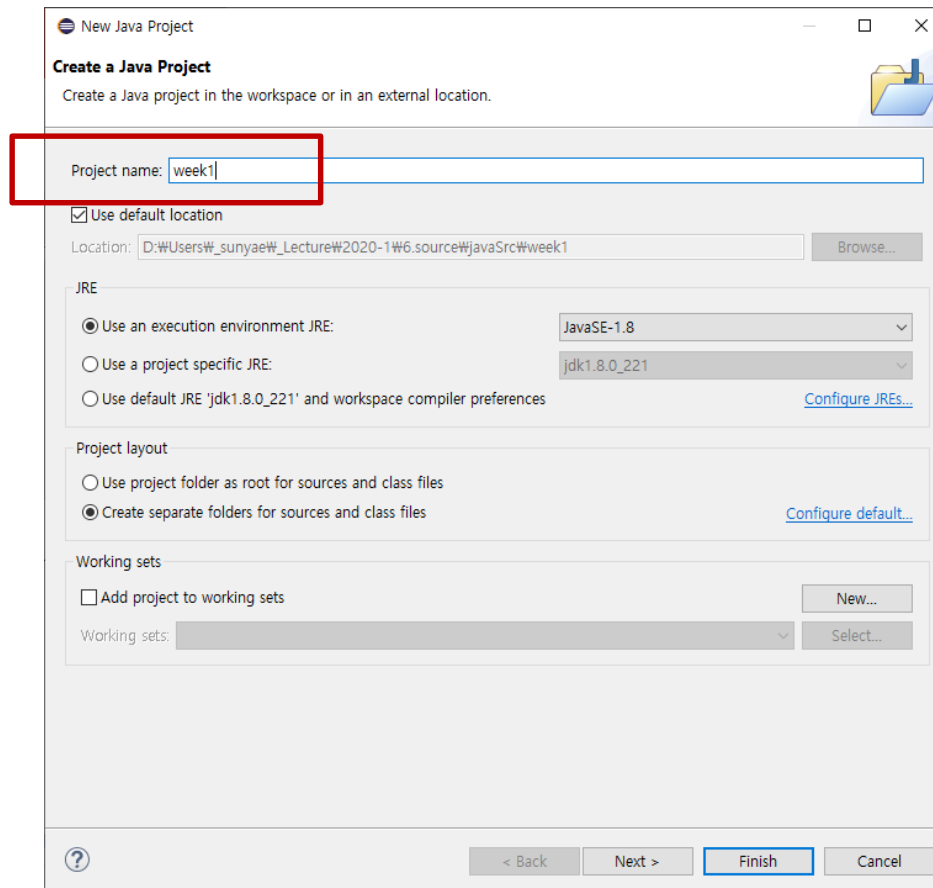 New Java Project
Create a Java Project
Create a Java project in the workspace or in an external location.
Project name: week1
Use default location
Location: D:₩Users₩_sunyae₩_Lecture₩2020-1₩6.source₩javaSrc₩week1 Browse...
JRE
Use an execution environment JRE: JavaSE-1.8
Use a project specific JRE: jdk1.8.0_221
Use default JRE 'jdk1.8.0_221' and workspace compiler preferences Configure JREs...
Project layout
Use project folder as root for sources and class files
Create separate folders for sources and class files Configure default...
Working sets
Add project to working sets New...
Working sets: Select...
? < Back Next > Finish Cancel